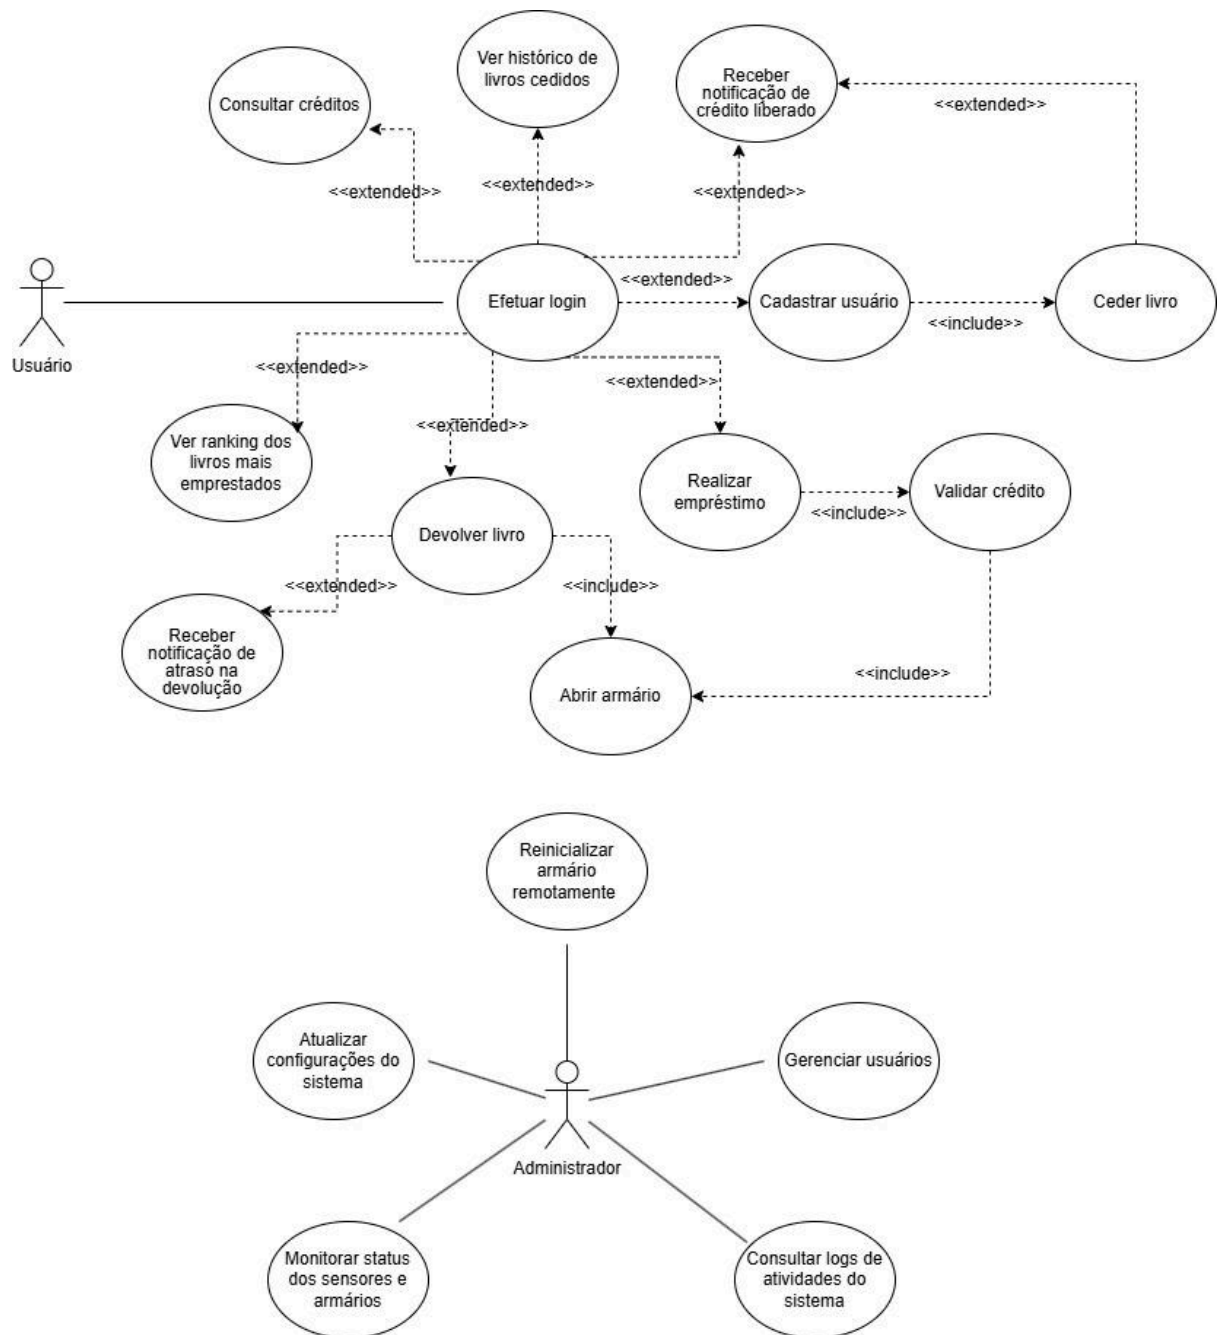 Ver histórico de
livros cedidos
Receber
notificação de
crédito liberado
Consultar créditos
<<extended>>
<<extended>>
<<extended>>
<<extended>>
Usuário
Efetuar login
<<extended>>
Cadastrar usuário
<<include>>
Ceder livro
<<extended>>
<<extended>>
<<extended>>
Ver ranking dos
livros mais
emprestados
Realizar
empréstimo
<<include>>
Validar crédito
Devolver livro
<<extended>>
<<include>>
Receber
notificação de
atraso na
devolução
Abrir armário
<<include>>
Reinicializar
armário
remotamente
Atualizar
configurações do
sistema
Gerenciar usuários
Administrador
Monitorar status
dos sensores e
armários
Consultar logs de
atividades do
sistema